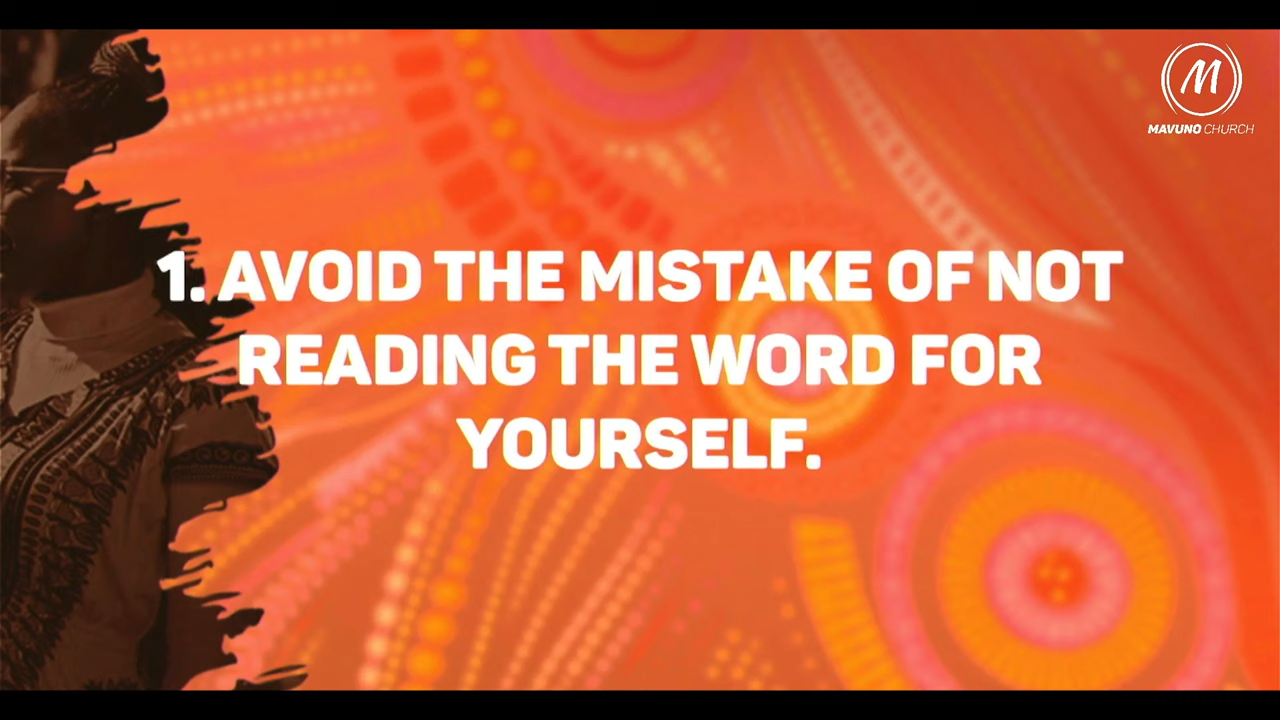 M
MAVUNO CHURCH
1. AVOID THE MISTAKE OF NOT
READING THE WORD FOR
YOURSELF.